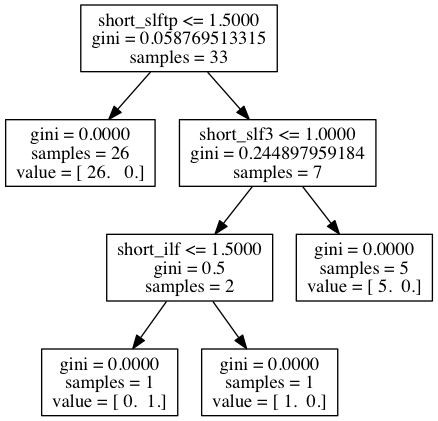 short_slftp <= 1.5000
gini = 0.058769513315
samples = 33
gini = 0.0000
samples = 26
value = [ 26.   0.]
short_slf3 <= 1.0000
gini = 0.244897959184
samples = 7
short_ilf <= 1.5000
gini = 0.5
samples = 2
gini = 0.0000
samples = 5
value = [ 5.  0.]
gini = 0.0000
samples = 1
value = [ 0.  1.]
gini = 0.0000
samples = 1
value = [ 1.  0.]